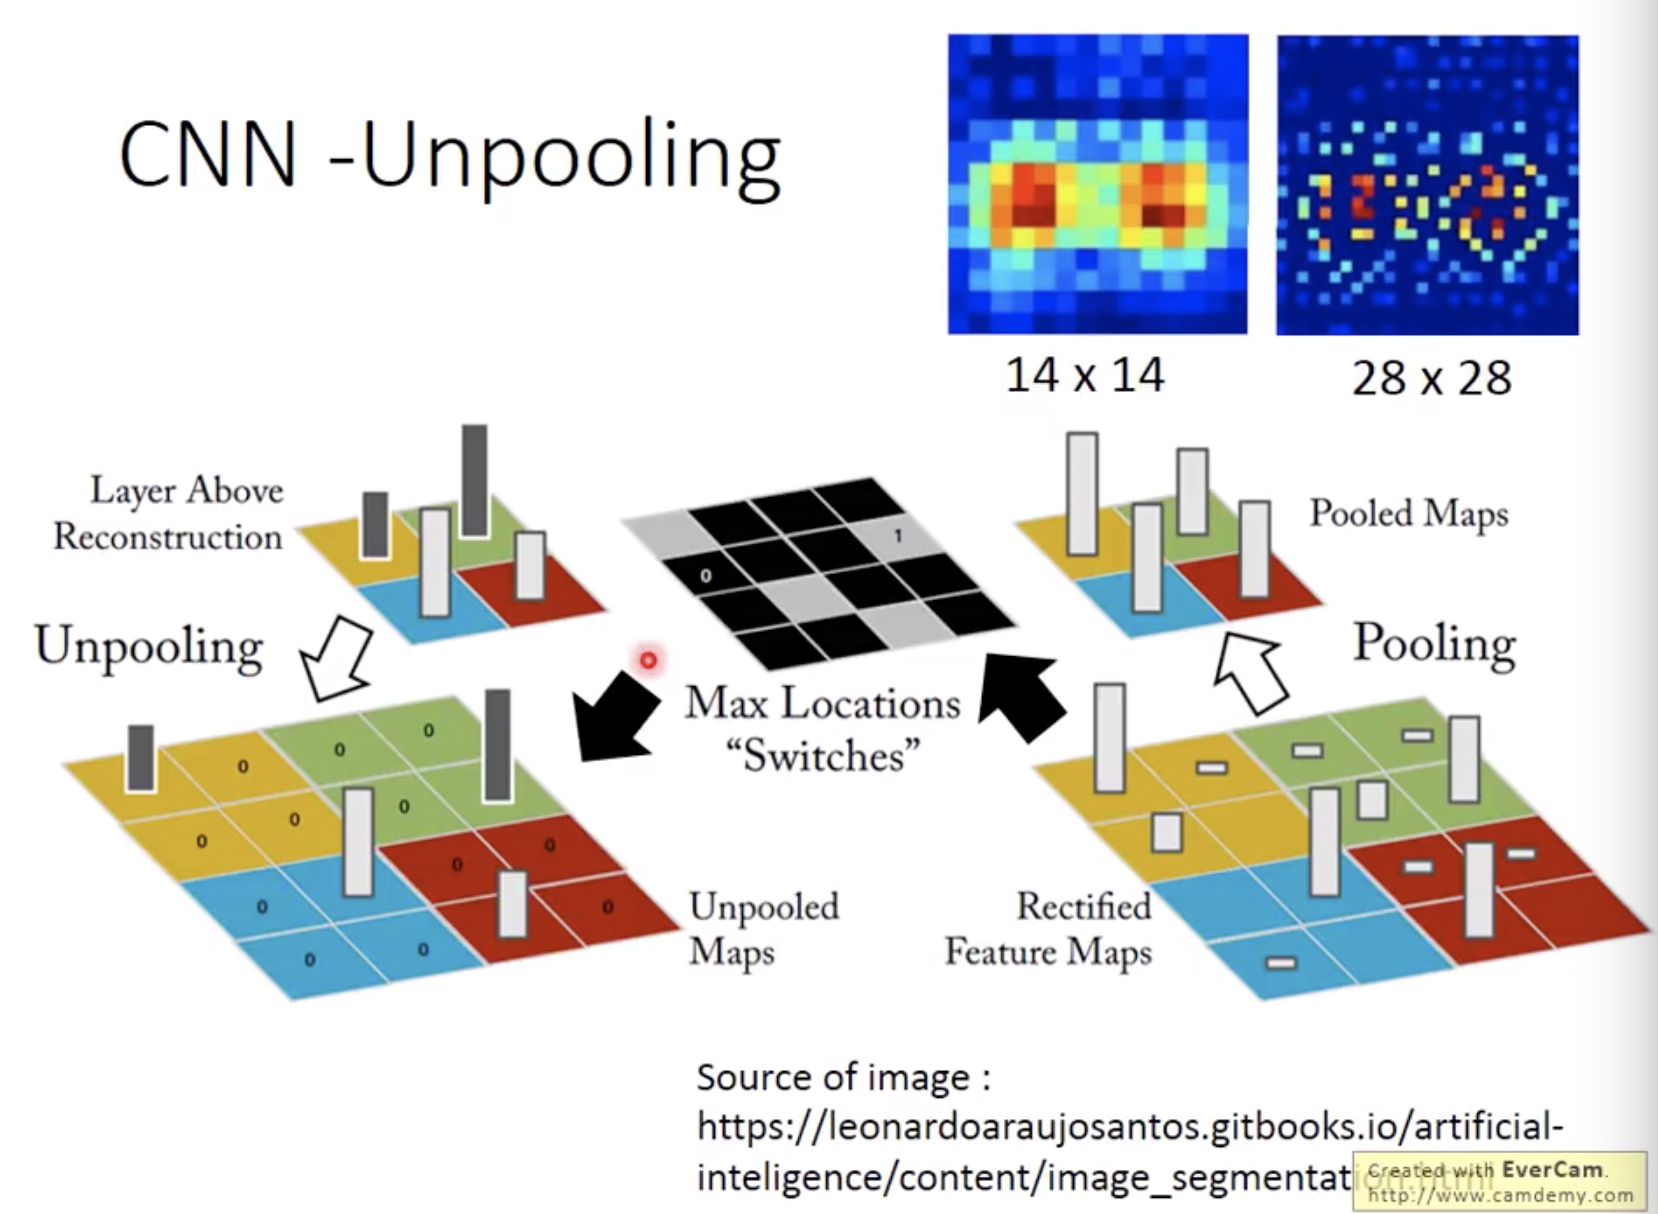 CNN -Unpooling
14 x 14
28 x 28
Layer Above
Reconstruction
1
0
Pooled Maps
Unpooling
Pooling
Max Locations
“Switches”
0
0
0
0
0
0
0
0
0
0
0
0
Unpooled
Maps
Rectified
Feature Maps
Source of image :
https://leonardoaraujosantos.gitbooks.io/artificial-
inteligence/content/image_segmentation.html
Created with EverCam.
http://www.camdemy.com